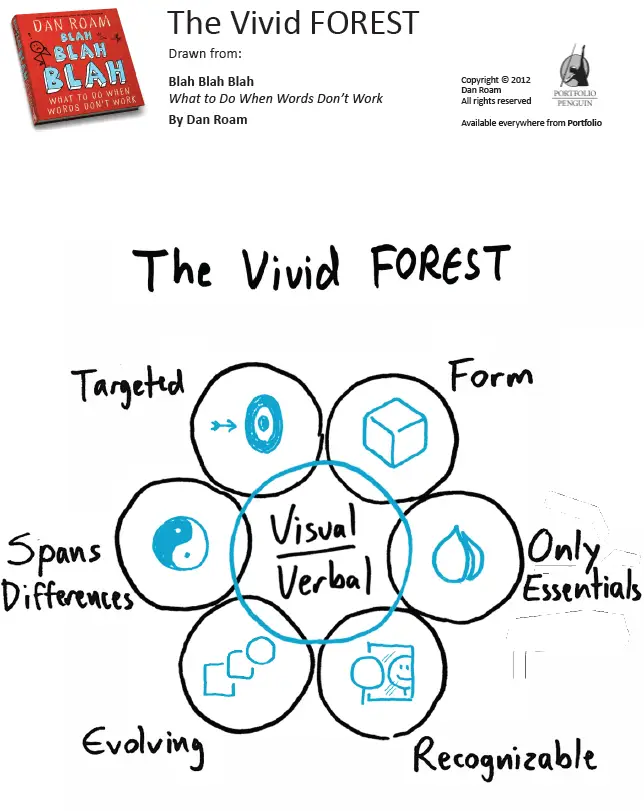 DAN ROAM
BLAH
BLAH
BLAH
WHAT TO DO WHEN
WORDS DON'T WORK
The Vivid FOREST
Drawn from:
Blah Blah Blah
What to Do When Words Don't Work
By Dan Roam
Copyright © 2012
Dan Roam
All rights reserved
PORTFOLIO
PENGUIN
Available everywhere from Portfolio
The Vivid FOREST
Targeted
Form
Visual
Verbal
Spans
Differences
Only
Essentials
Evolving
Recognizable